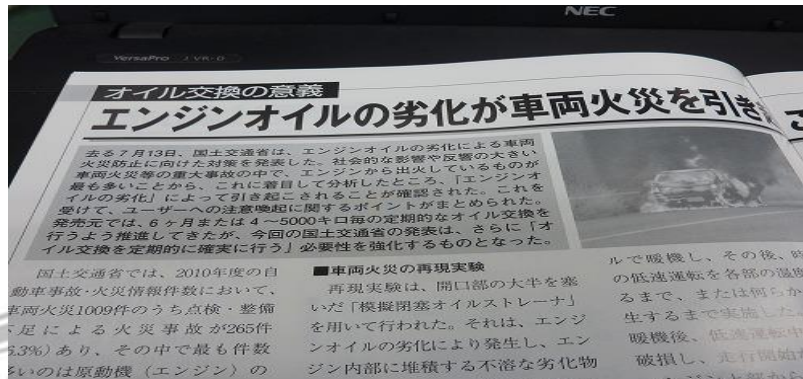 NEC
VersaPro J VR-D
オイル交換の意義
エンジンオイルの劣化が車両火災を引き
去る7月13日、国土交通省は、エンジンオイルの劣化による車両
火災防止に向けた対策を発表した。社会的な影響や反響の大きい
車両火災等の重大事故の中で、エンジンから出火しているものが
最も多いことから、これに着目して分析したところ、「エンジンオ
イルの劣化」によって引き起こされることが確認された。これを
受けて、ユーザーへの注意喚起に関するポイントがまとめられた。
発売元では、6ヶ月または4〜5000キロ毎の定期的なオイル交換を
行うよう推進してきたが、今回の国土交通省の発表は、さらに「オ
イル交換を定期的に確実に行う」必要性を強化するものとなった。
国土交通省では、2010年度の自
動車事故・火災情報件数において、
車両火災1009件のうち点検・整備
不足による火災事故が265件
6.3%)あり、その中で最も件数
多いのは原動機(エンジン)の
■車両火災の再現実験
再現実験は、開口部の大半を塞
いだ「模擬閉塞オイルストレーナ」
を用いて行われた。それは、エンジ
ンオイルの劣化により発生し、エン
ジン内部に堆積する不溶な劣化物
ルで暖機し、その後、時
の低速運転を各部の温度
るまで、または何らか
生するまで実施した
暖機後、低速運転中
破損し、走行開始